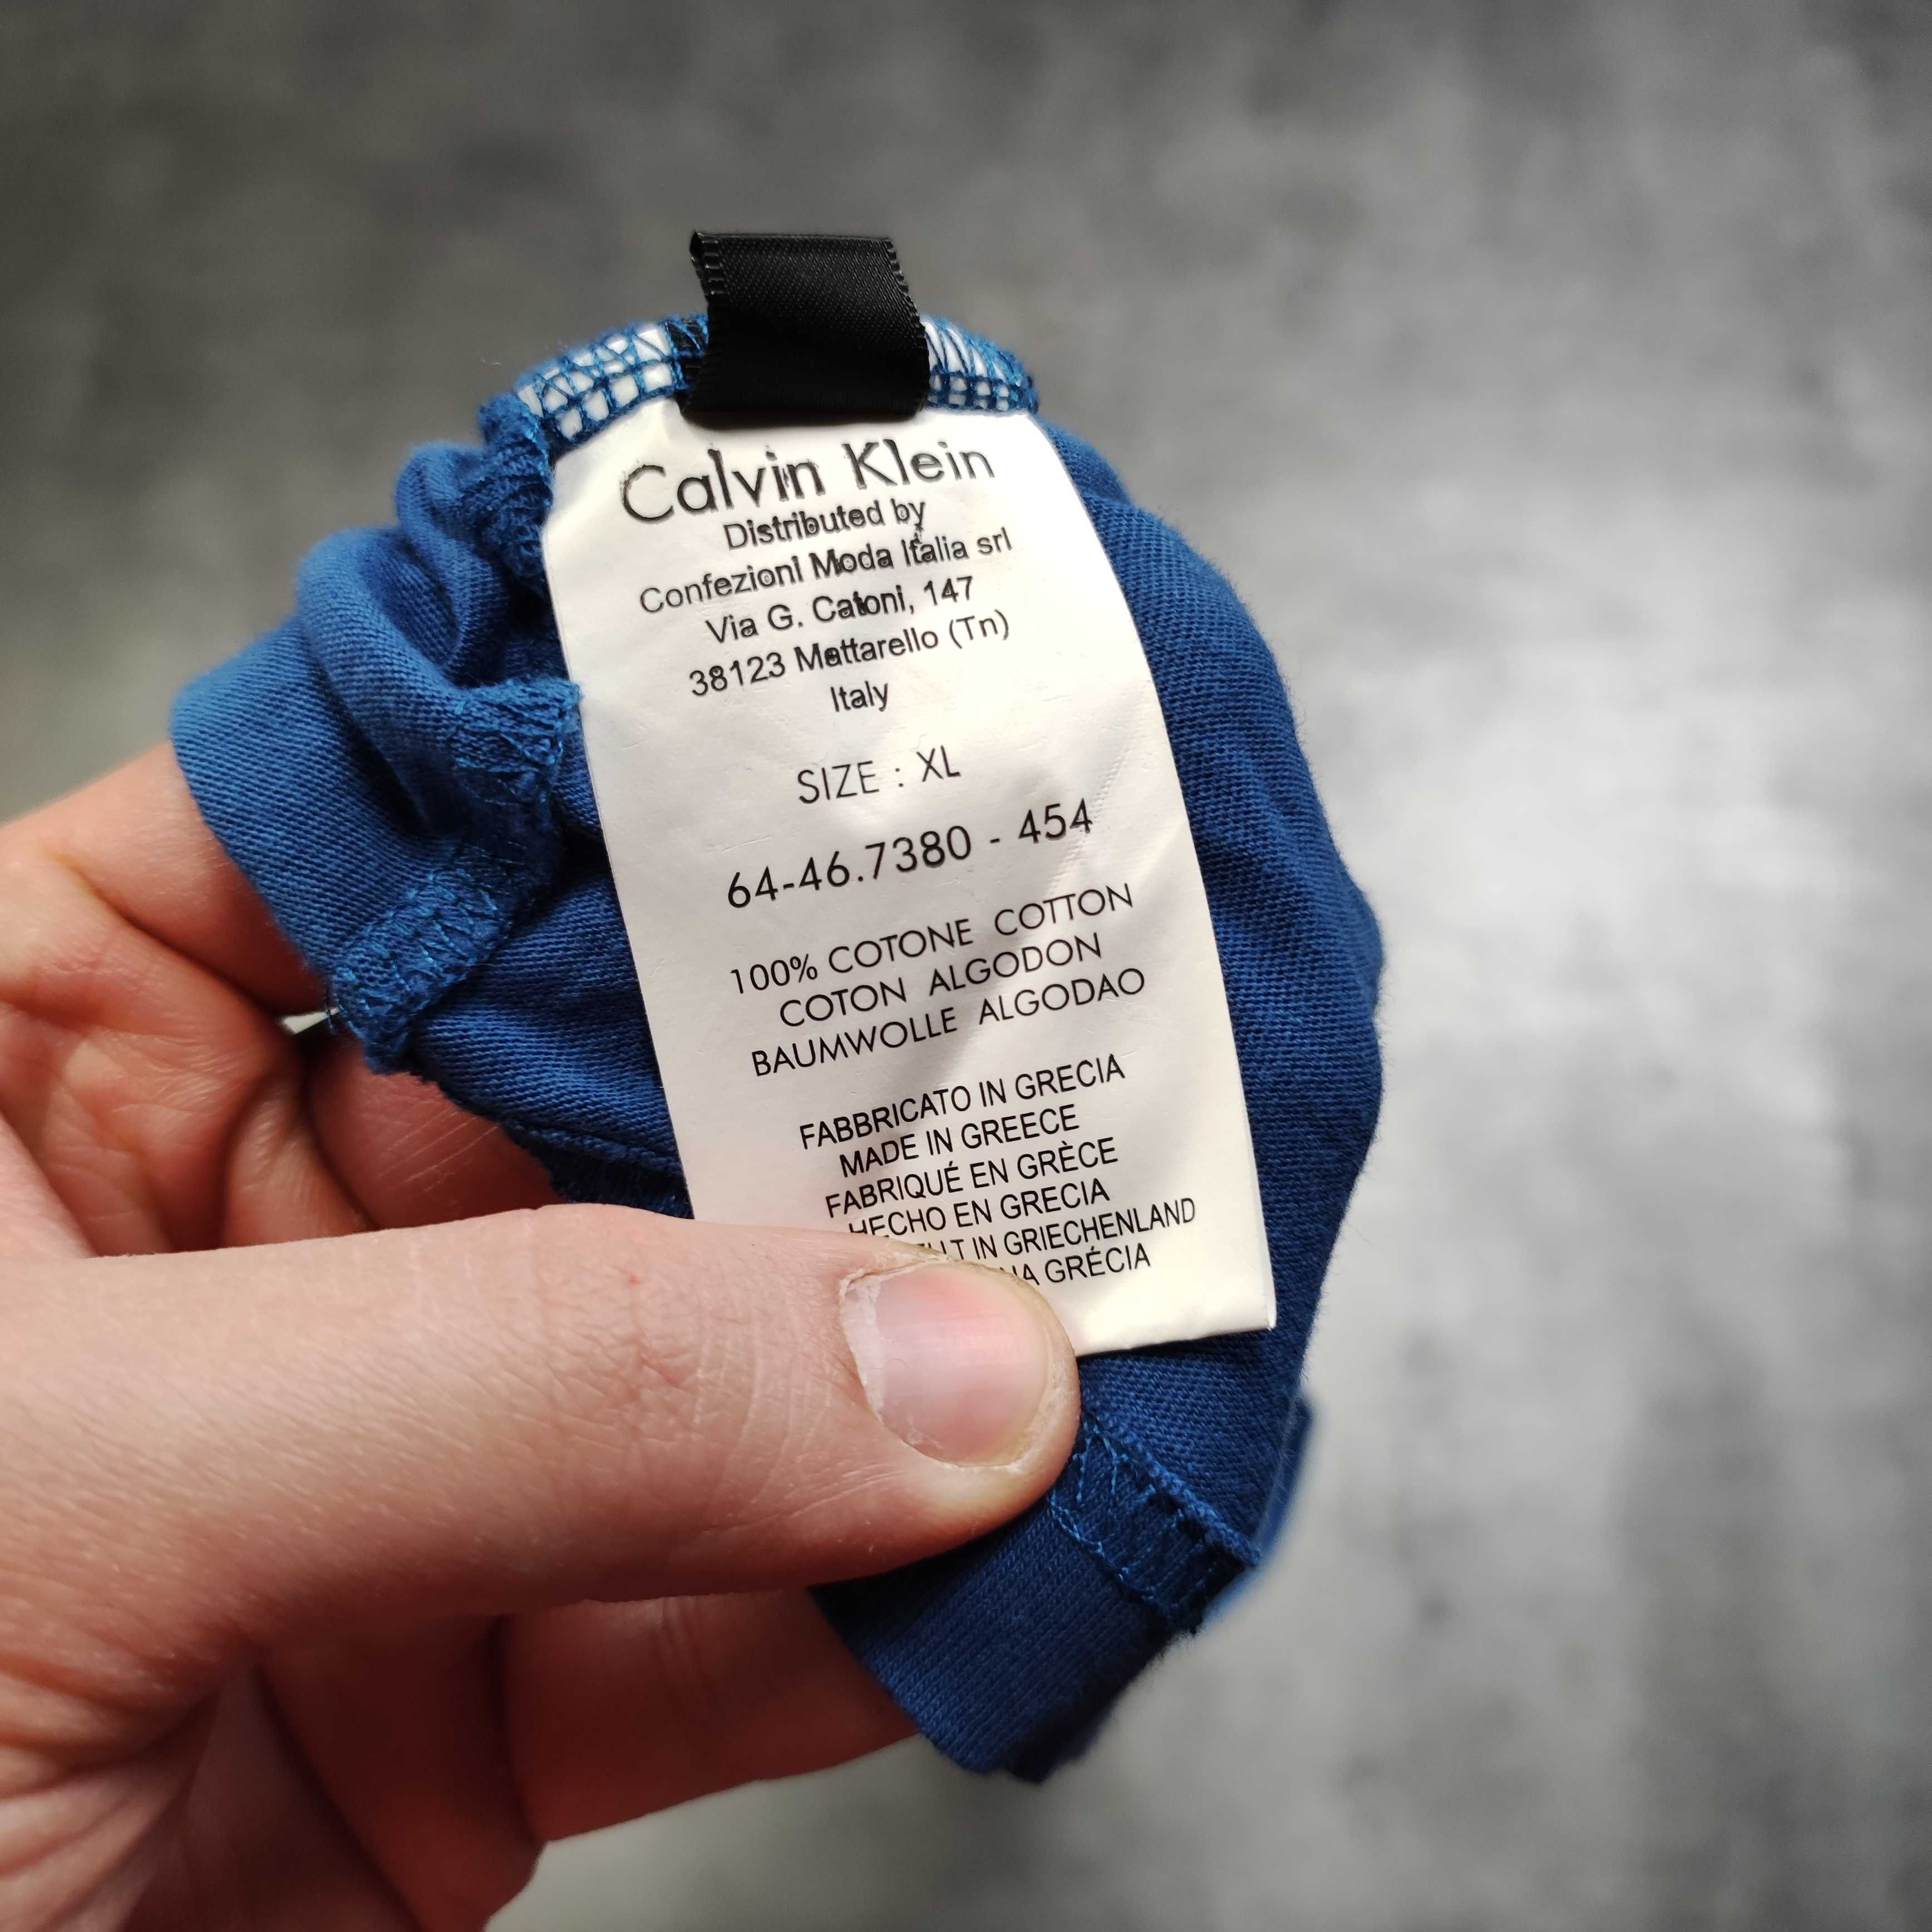 Calvin Klein
Distributed by
Confezioni Moda Italia srl
Via G. Catoni, 147
38123 Mattarello (Tn)
Italy
SIZE : XL
64-46.7380 - 454
100% COTONE COTTON
COTON ALGODON
BAUMWOLLE ALGODAO
FABBRICATO IN GRECIA
MADE IN GREECE
FABRIQUÉ EN GRÈCE
HECHO EN GRECIA
IN GRIECHENLAND
GRÉCIA